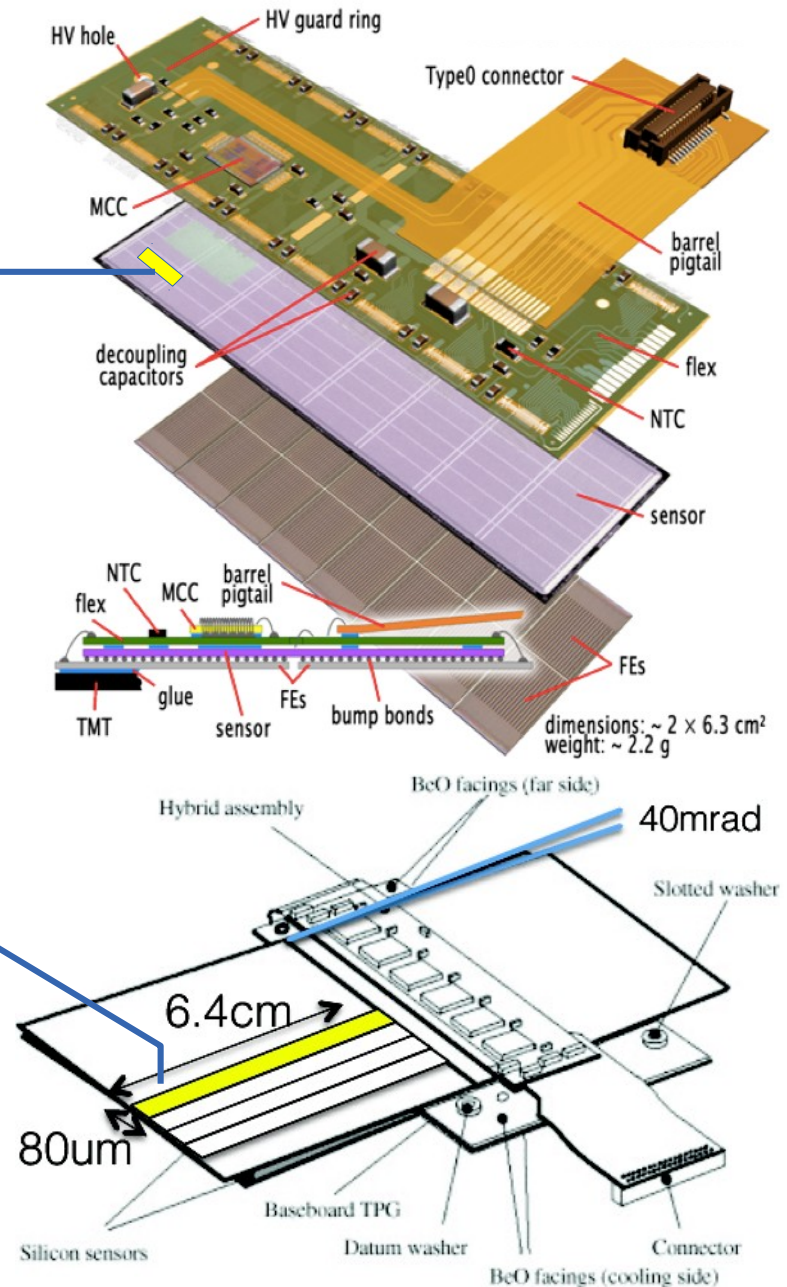 HV hole
HV guard ring
Type0 connector
MCC
barrel
pigtail
decoupling
capacitors
flex
NTC
sensor
NTC
flex
MCC
barrel
pigtail
TMT
glue
sensor
FEs
bump bonds
FEs
dimensions: ~ 2 × 6.3 cm²
weight: ~ 2.2 g
BeO facings (far side)
Hybrid assembly
40mrad
Slotted washer
6.4cm
80um
Baseboard TPG
Silicon sensors
Datum washer
Connector
BeO facings (cooling side)